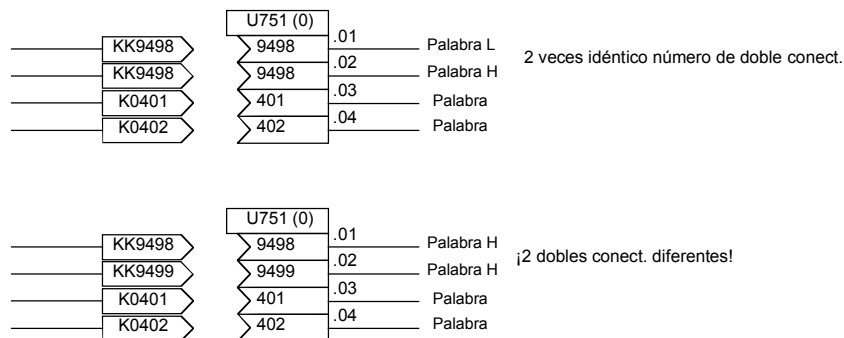 U751 (0)
KK9498 9498 .01 Palabra L
KK9498 9498 .02 Palabra H
K0401 401 .03 Palabra
K0402 402 .04 Palabra
2 veces idéntico número de doble conect.
U751 (0)
KK9498 9498 .01 Palabra H
KK9499 9499 .02 Palabra H
K0401 401 .03 Palabra
K0402 402 .04 Palabra
¡2 dobles conect. diferentes!